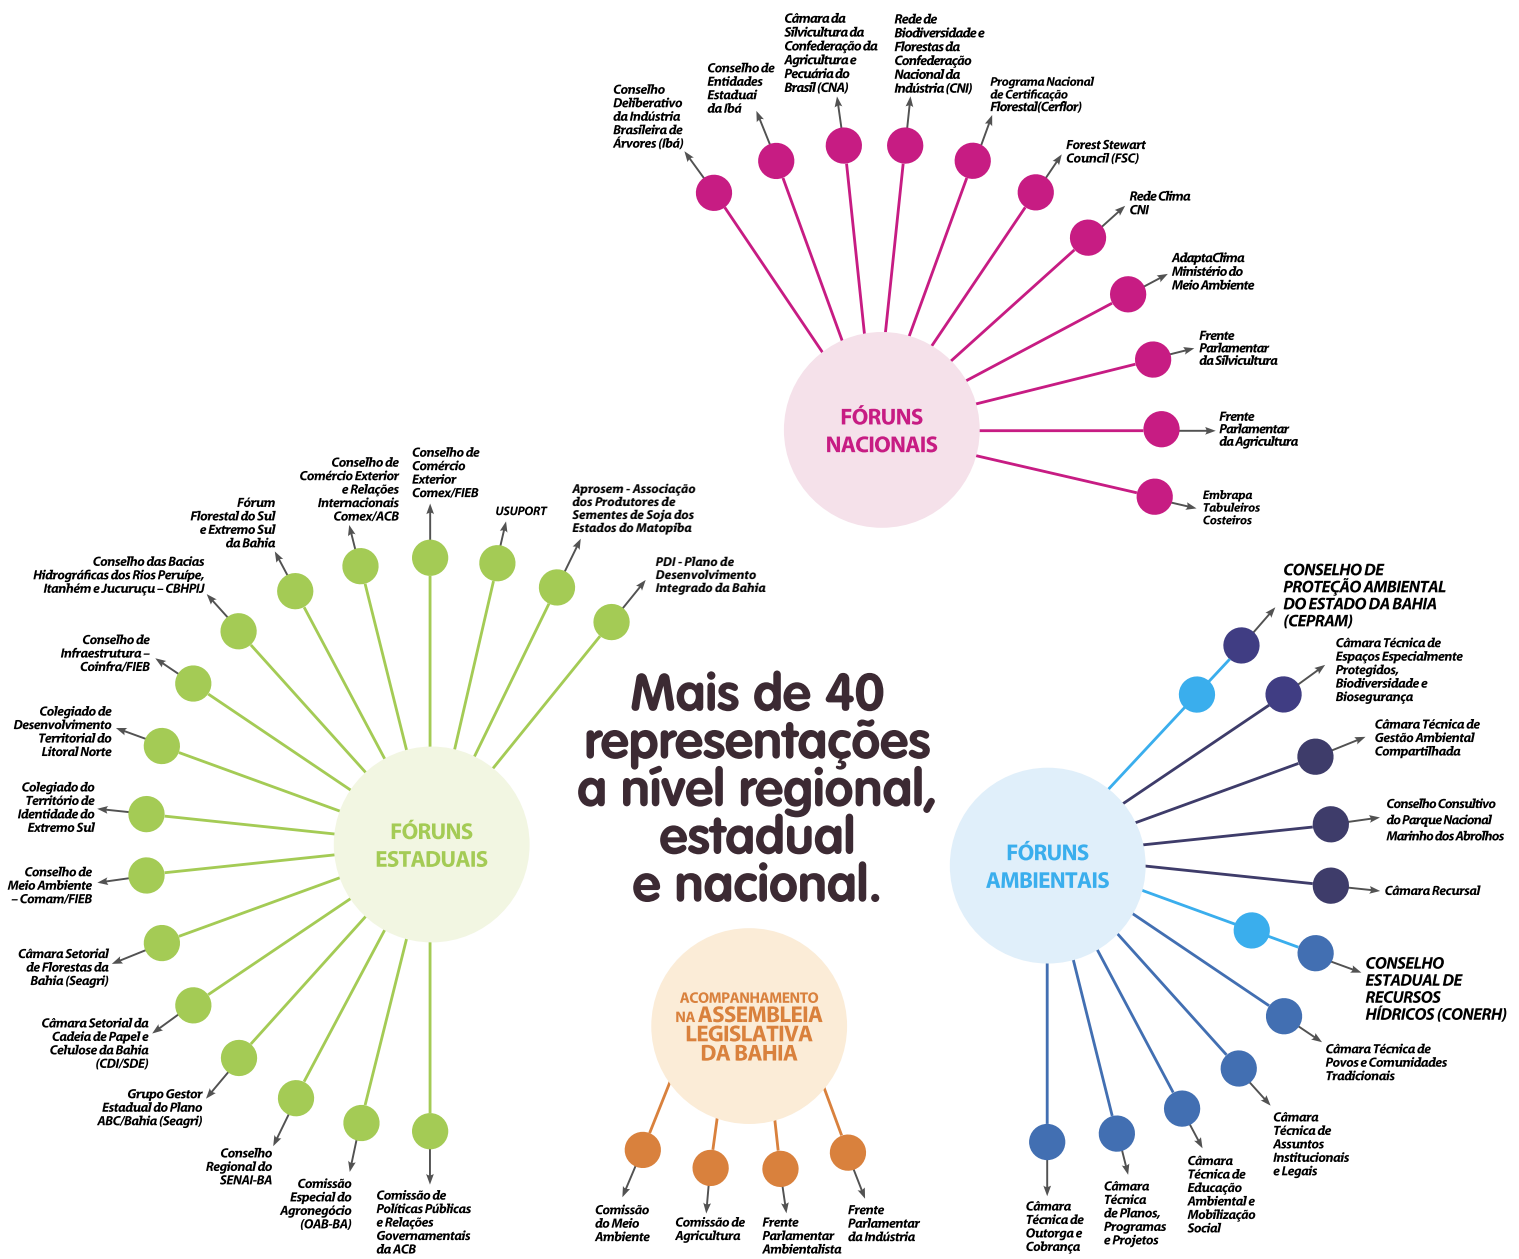 Câmara da
Silvicultura da
Confederação da
Agricultura e
Pecuária do
Brasil (CNA)
Rede de
Biodiversidade e
Florestas da
Confederação
Nacional da
Indústria (CNI)
Conselho de
Entidades
Estaduai
da Ibá
Conselho
Deliberativo
da Indústria
Brasileira de
Árvores (Ibá)
Programa Nacional
de Certificação
Florestal(Cerflor)
Forest Stewart
Council (FSC)
Rede Clima
CNI
AdaptaClima
Ministério do
Meio Ambiente
Frente
Parlamentar
da Silvicultura
Frente
Parlamentar
da Agricultura
Embrapa
Tabuleiros
Costeiros
FÓRUNS
NACIONAIS
Conselho de
Comércio
Exterior
Comex/FIEB
Conselho de
Comércio Exterior
e Relações
Internacionais
Comex/ACB
Fórum
Florestal do Sul
e Extremo Sul
da Bahia
USUPORT
Aprosem - Associação
dos Produtores de
Sementes de Soja dos
Estados do Matopiba
PDI - Plano de
Desenvolvimento
Integrado da Bahia
Conselho das Bacias
Hidrográficas dos Rios Peruípe,
Itanhém e Jucuruçu – CBHPIJ
Conselho de
Infraestrutura –
Coinfra/FIEB
Colegiado de
Desenvolvimento
Territorial do
Litoral Norte
Colegiado do
Território de
Identidade do
Extremo Sul
Conselho de
Meio Ambiente
– Comam/FIEB
Câmara Setorial
de Florestas da
Bahia (Seagri)
Câmara Setorial da
Cadeia de Papel e
Celulose da Bahia
(CDI/SDE)
Grupo Gestor
Estadual do Plano
ABC/Bahia (Seagri)
Conselho
Regional do
SENAI-BA
Comissão
Especial do
Agronegócio
(OAB-BA)
Comissão de
Políticas Públicas
e Relações
Governamentais
da ACB
FÓRUNS
ESTADUAIS
Mais de 40
representações
a nível regional,
estadual
e nacional.
ACOMPANHAMENTO
NA ASSEMBLEIA
LEGISLATIVA
DA BAHIA
Comissão
do Meio
Ambiente
Comissão de
Agricultura
Frente
Parlamentar
Ambientalista
Frente
Parlamentar
da Indústria
FÓRUNS
AMBIENTAIS
CONSELHO DE
PROTEÇÃO AMBIENTAL
DO ESTADO DA BAHIA
(CEPRAM)
Câmara Técnica de
Espaços Especialmente
Protegidos,
Biodiversidade e
Biosegurança
Câmara Técnica de
Gestão Ambiental
Compartilhada
Conselho Consultivo
do Parque Nacional
Marinho dos Abrolhos
Câmara Recursal
CONSELHO
ESTADUAL DE
RECURSOS
HÍDRICOS (CONERH)
Câmara Técnica de
Povos e Comunidades
Tradicionais
Câmara
Técnica de
Assuntos
Institucionais
e Legais
Câmara
Técnica de
Educação
Ambiental e
Mobilização
Social
Câmara
Técnica
de Planos,
Programas
e Projetos
Câmara
Técnica de
Outorga e
Cobrança